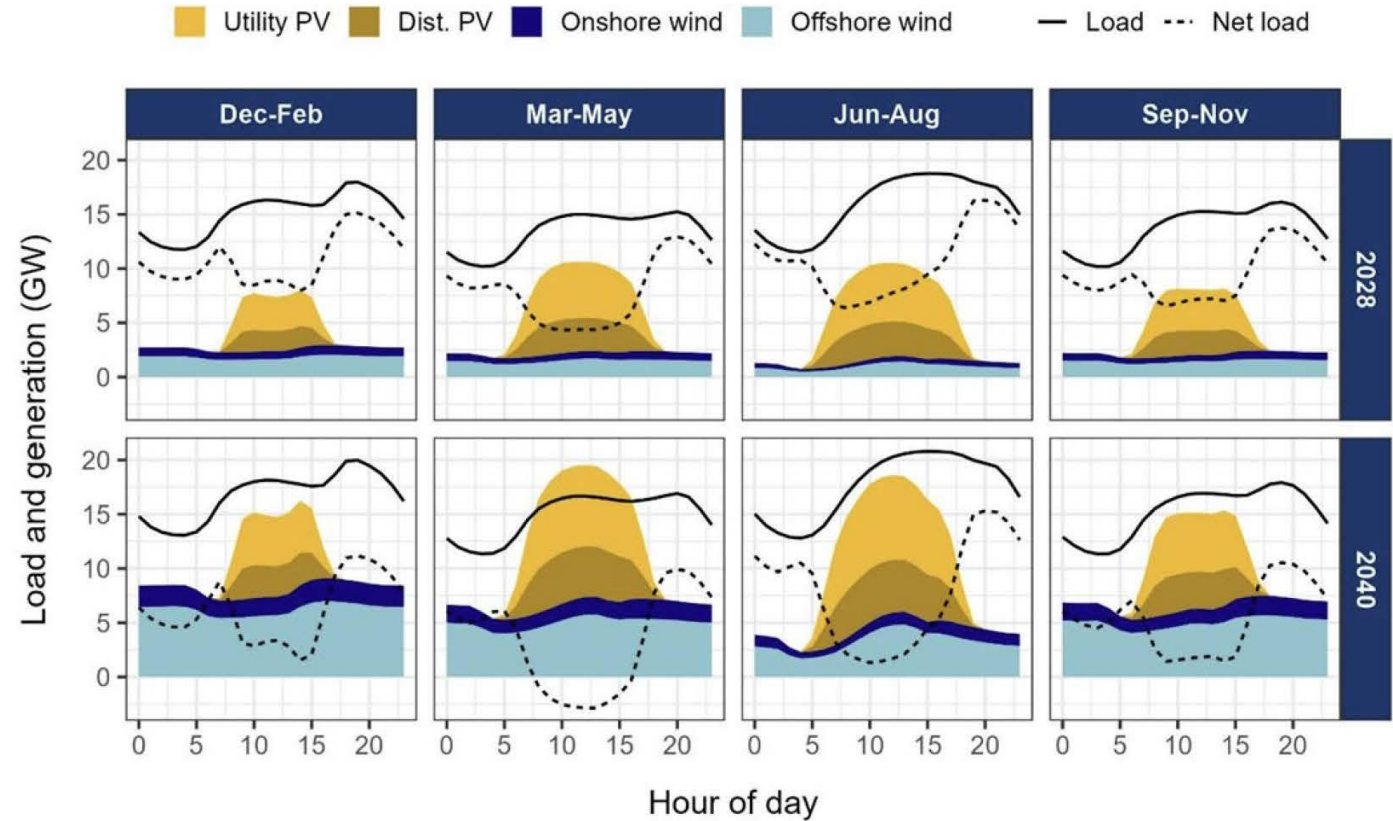 Utility PV Dist. PV Onshore wind Offshore wind Load Net load
Dec-Feb Mar-May Jun-Aug Sep-Nov
Load and generation (GW)
20
15
10
5
0
2028
20
15
10
5
0
2040
0 5 10 15 20 0 5 10 15 20 0 5 10 15 20 0 5 10 15 20
Hour of day